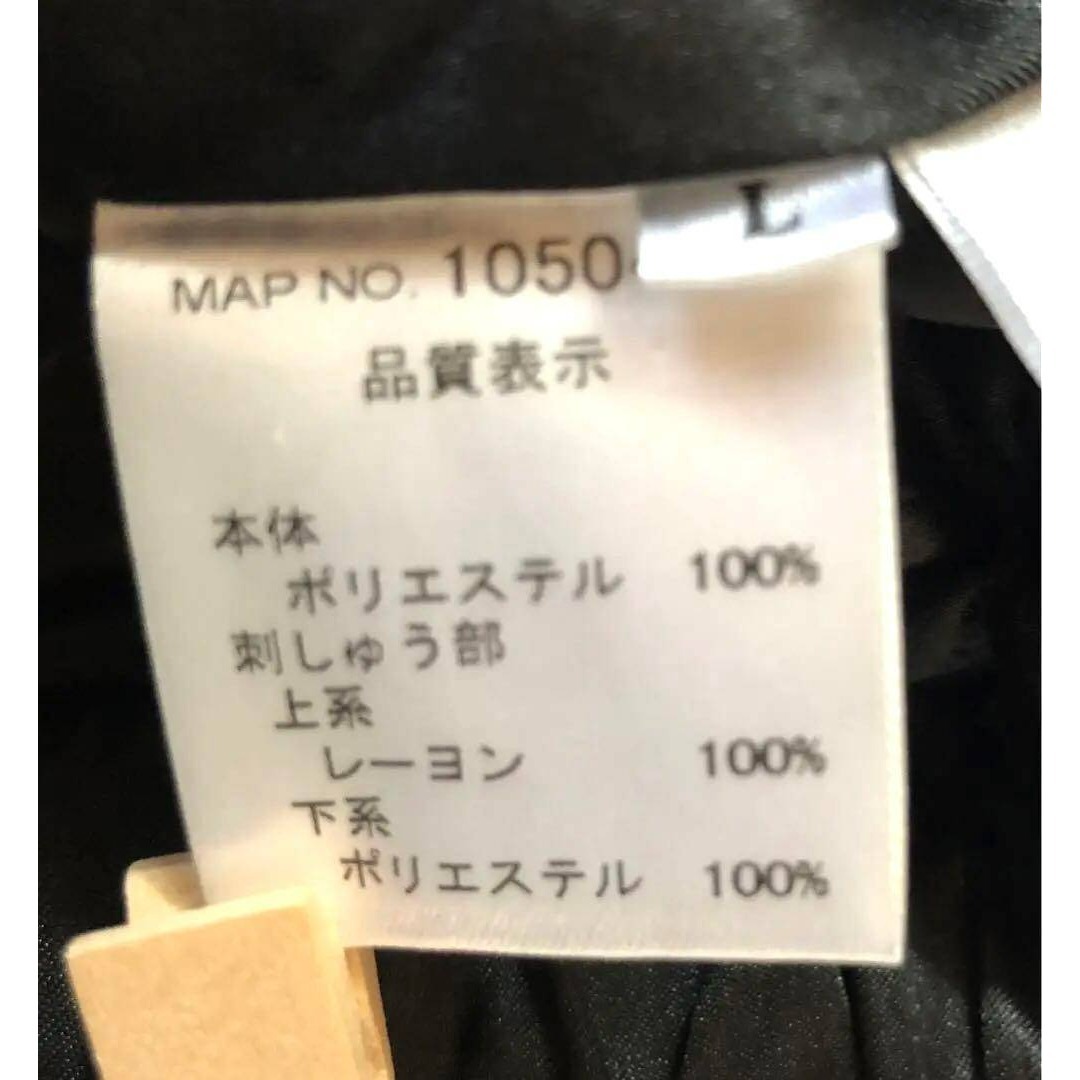 L
MAP NO. 1050
品質表示
本体
ポリエステル 100%
刺しゅう部
上系
レーヨン 100%
下系
ポリエステル 100%